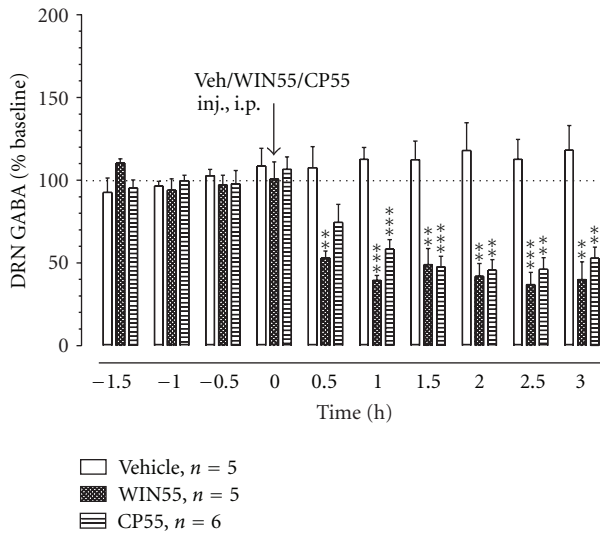 200
150
100
50
0
DRN GABA (% baseline)
Veh/WIN55/CP55
inj., i.p.
** *** ** ** *** **
*** *** ** ** **
−1.5 −1 −0.5 0 0.5 1 1.5 2 2.5 3
Time (h)
Vehicle, n = 5
WIN55, n = 5
CP55, n = 6